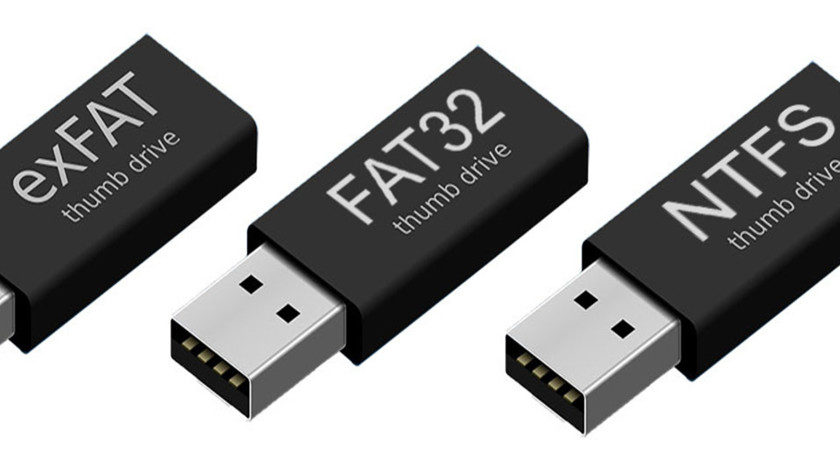 exFAT
thumb drive
FAT32
thumb drive
NTFS
thumb drive